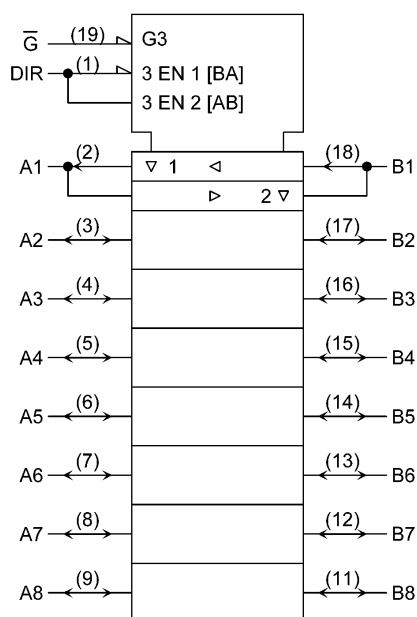 G̅ (19) G3
DIR (1) 3 EN 1 [BA]
3 EN 2 [AB]
A1 (2) 1 (18) B1
2
A2 (3) (17) B2
A3 (4) (16) B3
A4 (5) (15) B4
A5 (6) (14) B5
A6 (7) (13) B6
A7 (8) (12) B7
A8 (9) (11) B8